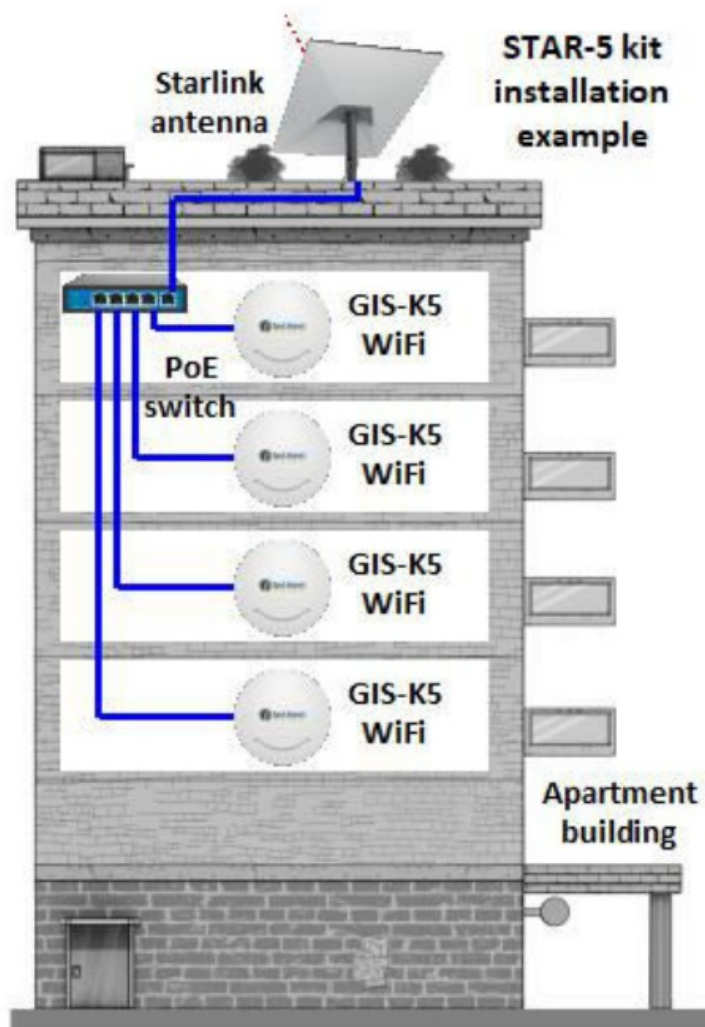 STAR-5 kit
installation
example
Starlink
antenna
GIS-K5
WiFi
PoE
switch
GIS-K5
WiFi
GIS-K5
WiFi
GIS-K5
WiFi
Apartment
building